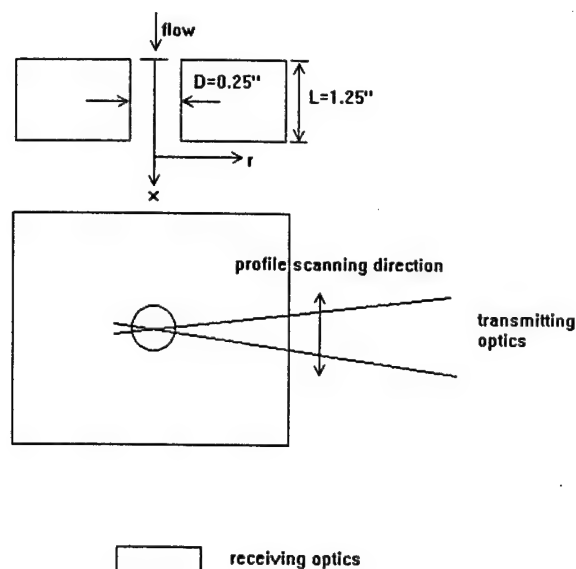 flow
D=0.25"
L=1.25"
r
x
profile scanning direction
transmitting
optics
receiving optics